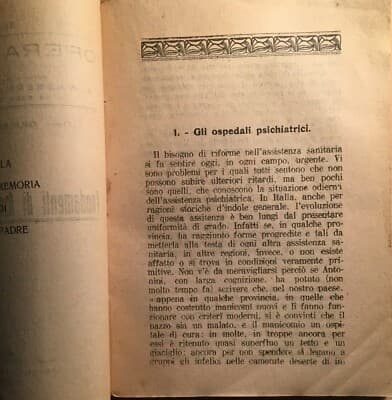 LA
MEMORIA
DI
PADRE
1. - Gli ospedali psichiatrici.
Il bisogno di riforme nell'assistenza sanitaria
si fa sentire oggi, in ogni campo, urgente. Vi
sono problemi per i quali tutti sentono che non
possono subire ulteriori ritardi, ma ben pochi
son quelli, che conoscono la situazione odierna
dell'assistenza psichiatrica. In Italia, anche per
ragioni storiche d'indole generale, l'evoluzione
di questa assitenza è ben lungi dal presentare
uniformità di grado. Infatti se, in qualche pro-
vincia, ha raggiunto forme progredite e tali da
metterla alla testa di ogni altra assistenza sa-
nitaria, in altre regioni, invece, o non esiste
affatto o si trova in condizioni veramente pri-
mitive. Non v'è da meravigliarsi perciò se Anto-
nini, con larga cognizione, ha potuto (non
molto tempo fa) scrivere che, nel nostro paese,
«appena in qualche provincia, in quelle che
hanno costruito manicomi nuovi e li fanno fun-
zionare con criteri moderni, si è convinti che il
pazzo sia un malato, e il manicomio un ospi-
tale di cura: in molte, in troppe ancora per
essi è ritenuto quasi superfluo un tetto e un
giaciglio; ancora per non spendere si legano a
gruppi gli infelici nelle camerate deserte di in-